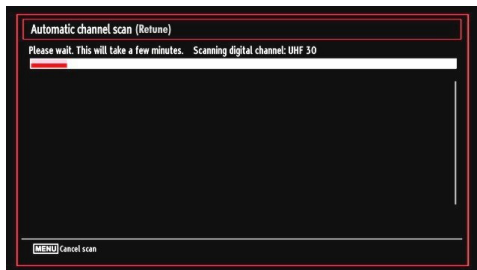 Automatic channel scan (Retune)
Please wait. This will take a few minutes. Scanning digital channel: UHF 30
MENU Cancel scan